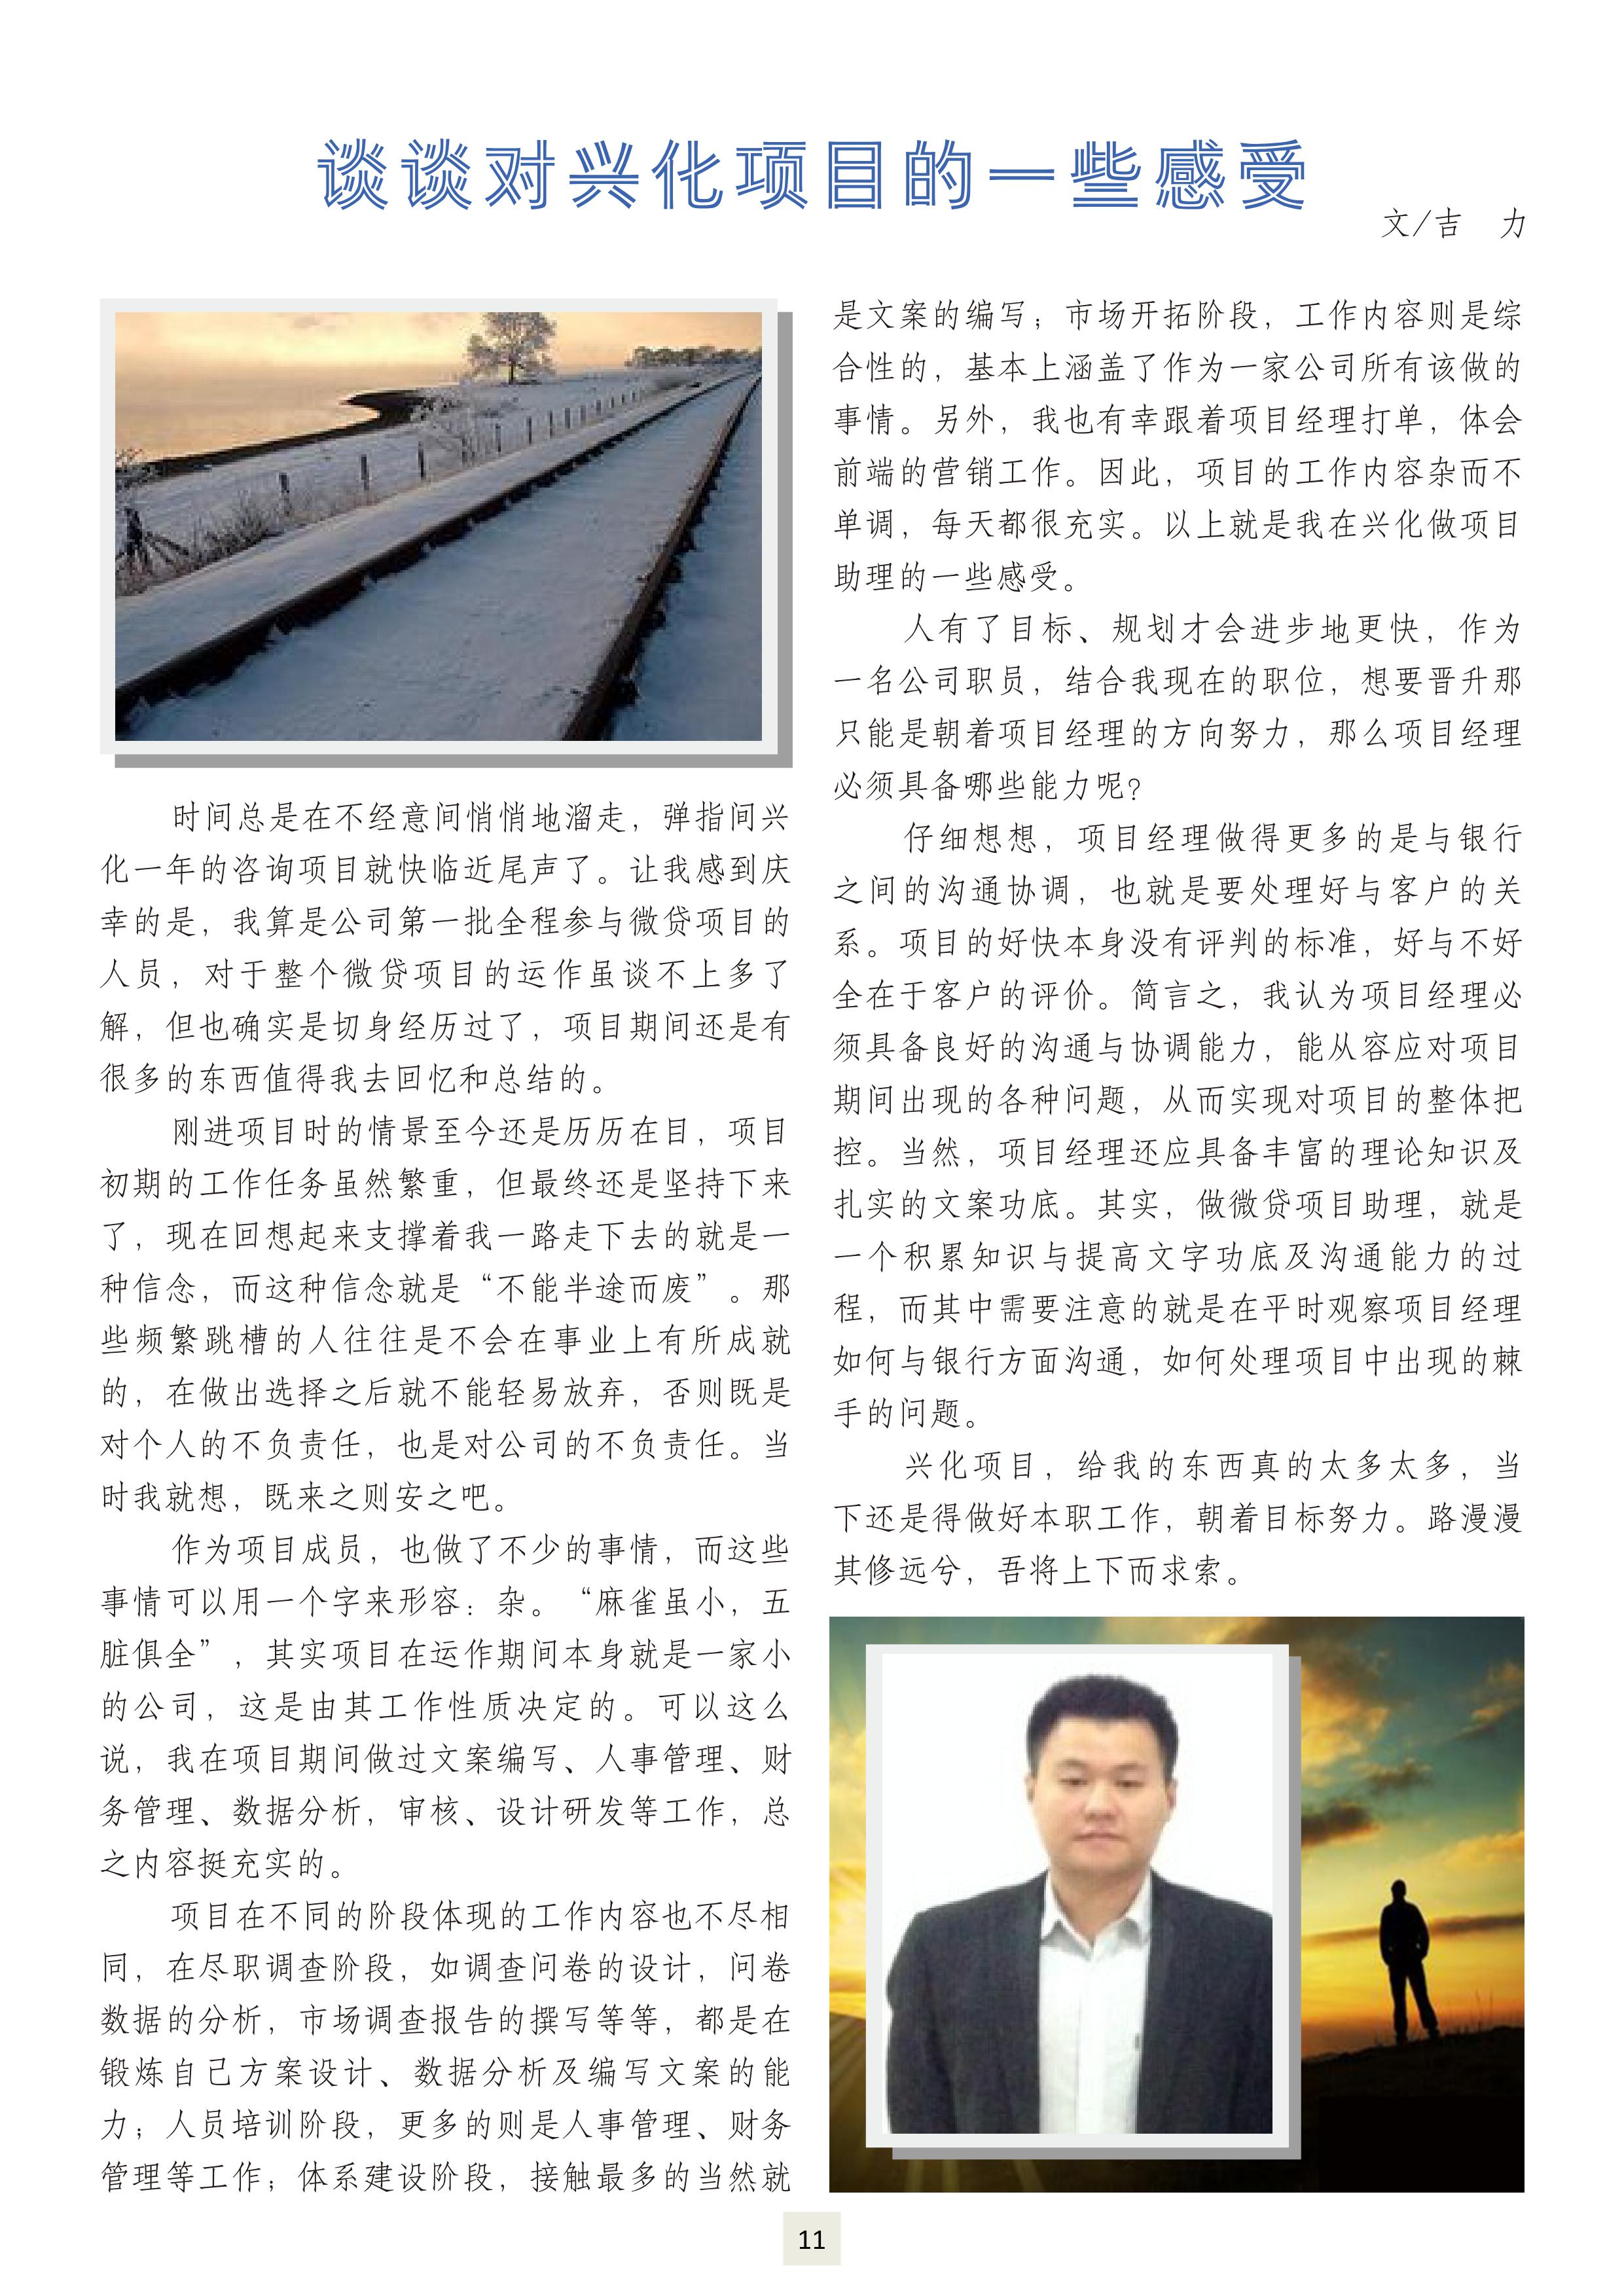 谈谈对兴化项目的一些感受
文/吉　力
时间总是在不经意间悄悄地溜走，弹指间兴
化一年的咨询项目就快临近尾声了。让我感到庆
幸的是，我算是公司第一批全程参与微贷项目的
人员，对于整个微贷项目的运作虽谈不上多了
解，但也确实是切身经历过了，项目期间还是有
很多的东西值得我去回忆和总结的。
刚进项目时的情景至今还是历历在目，项目
初期的工作任务虽然繁重，但最终还是坚持下来
了，现在回想起来支撑着我一路走下去的就是一
种信念，而这种信念就是“不能半途而废”。那
些频繁跳槽的人往往是不会在事业上有所成就
的，在做出选择之后就不能轻易放弃，否则既是
对个人的不负责任，也是对公司的不负责任。当
时我就想，既来之则安之吧。
作为项目成员，也做了不少的事情，而这些
事情可以用一个字来形容：杂。“麻雀虽小，五
脏俱全”，其实项目在运作期间本身就是一家小
的公司，这是由其工作性质决定的。可以这么
说，我在项目期间做过文案编写、人事管理、财
务管理、数据分析，审核、设计研发等工作，总
之内容挺充实的。
项目在不同的阶段体现的工作内容也不尽相
同，在尽职调查阶段，如调查问卷的设计，问卷
数据的分析，市场调查报告的撰写等等，都是在
锻炼自己方案设计、数据分析及编写文案的能
力；人员培训阶段，更多的则是人事管理、财务
管理等工作；体系建设阶段，接触最多的当然就
是文案的编写；市场开拓阶段，工作内容则是综
合性的，基本上涵盖了作为一家公司所有该做的
事情。另外，我也有幸跟着项目经理打单，体会
前端的营销工作。因此，项目的工作内容杂而不
单调，每天都很充实。以上就是我在兴化做项目
助理的一些感受。
人有了目标、规划才会进步地更快，作为
一名公司职员，结合我现在的职位，想要晋升那
只能是朝着项目经理的方向努力，那么项目经理
必须具备哪些能力呢？
仔细想想，项目经理做得更多的是与银行
之间的沟通协调，也就是要处理好与客户的关
系。项目的好快本身没有评判的标准，好与不好
全在于客户的评价。简言之，我认为项目经理必
须具备良好的沟通与协调能力，能从容应对项目
期间出现的各种问题，从而实现对项目的整体把
控。当然，项目经理还应具备丰富的理论知识及
扎实的文案功底。其实，做微贷项目助理，就是
一个积累知识与提高文字功底及沟通能力的过
程，而其中需要注意的就是在平时观察项目经理
如何与银行方面沟通，如何处理项目中出现的棘
手的问题。
兴化项目，给我的东西真的太多太多，当
下还是得做好本职工作，朝着目标努力。路漫漫
其修远兮，吾将上下而求索。
11